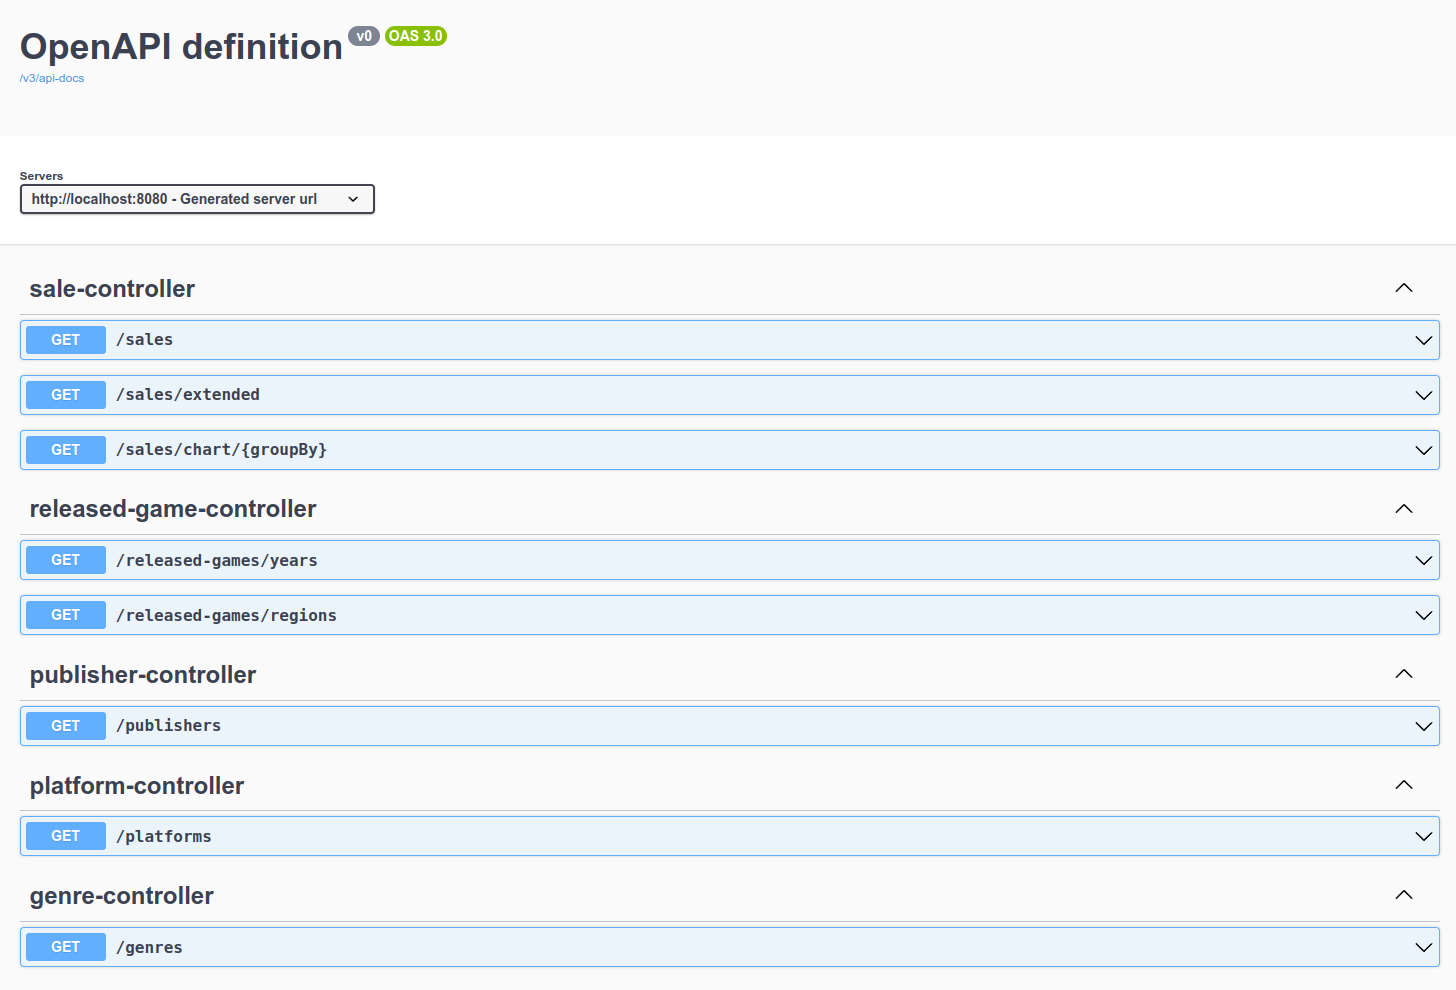 OpenAPI definition v0 OAS 3.0
/v3/api-docs
Servers
http://localhost:8080 - Generated server url
sale-controller
GET /sales
GET /sales/extended
GET /sales/chart/{groupBy}
released-game-controller
GET /released-games/years
GET /released-games/regions
publisher-controller
GET /publishers
platform-controller
GET /platforms
genre-controller
GET /genres